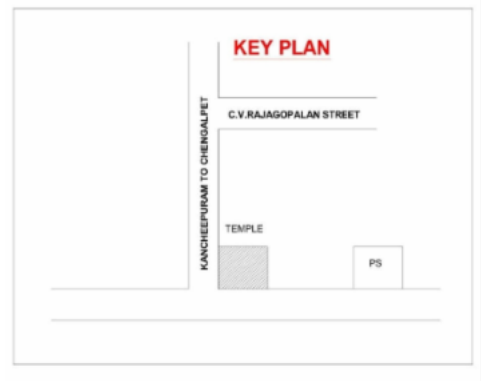 KEY PLAN
C.V.RAJAGOPALAN STREET
KANCHEEPURAM TO CHENGALPET
TEMPLE
PS